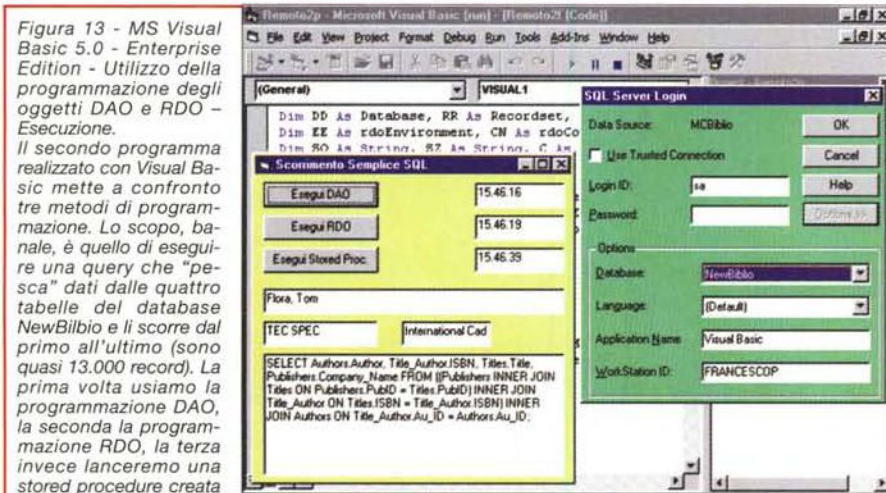 Figura 13 - MS Visual
Basic 5.0 - Enterprise
Edition - Utilizzo della
programmazione degli
oggetti DAO e RDO –
Esecuzione.
Il secondo programma
realizzato con Visual Ba-
sic mette a confronto
tre metodi di program-
mazione. Lo scopo, ba-
nale, è quello di esegui-
re una query che "pe-
sca" dati dalle quattro
tabelle del database
NewBilbio e li scorre dal
primo all'ultimo (sono
quasi 13.000 record). La
prima volta usiamo la
programmazione DAO,
la seconda la program-
mazione RDO, la terza
invece lanceremo una
stored procedure creata
Remoto2p - Microsoft Visual Basic [run] - [Remoto2f (Code)]
File Edit View Project Format Debug Run Tools Add-Ins Window Help
(General) VISUAL1
Dim DD As Database, RR As Recordset,
Dim EE As rdoEnvironment, CN As rdoCo
Dim SQ As String, SZ As String, C As
Scorrimento Semplice SQL
Esegui DAO 15.46.16
Esegui RDO 15.46.19
Esegui Stored Proc. 15.46.39
Flora, Tom
TEC SPEC International Cad
SELECT Authors.Author, Title_Author.ISBN, Titles.Title,
Publishers.Company_Name FROM ((Publishers INNER JOIN
Titles ON Publishers.PubID = Titles.PubID) INNER JOIN
Title_Author ON Titles.ISBN = Title_Author.ISBN) INNER
JOIN Authors ON Title_Author.Au_ID = Authors.Au_ID;
SQL Server Login
Data Source: MCBiblio OK
Use Trusted Connection Cancel
Login ID: sa Help
Password: Options >>
Options
Database: NewBiblio
Language: (Default)
Application Name: Visual Basic
WorkStation ID: FRANCESCOP